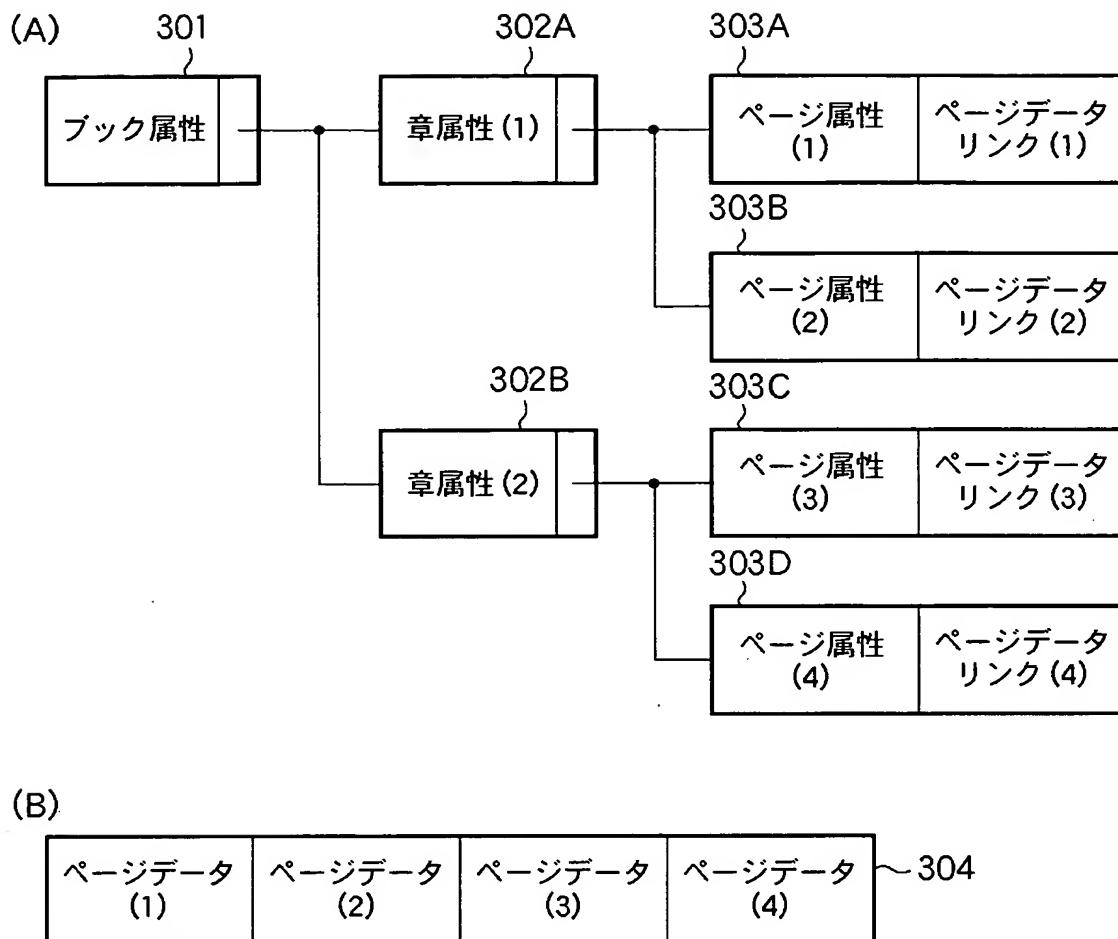 (A)
301
302A
303A
ブック属性
章属性(1)
ページ属性
(1)
ページデータ
リンク(1)
303B
ページ属性
(2)
ページデータ
リンク(2)
302B
303C
章属性(2)
ページ属性
(3)
ページデータ
リンク(3)
303D
ページ属性
(4)
ページデータ
リンク(4)
(B)
ページデータ
(1)
ページデータ
(2)
ページデータ
(3)
ページデータ
(4)
304